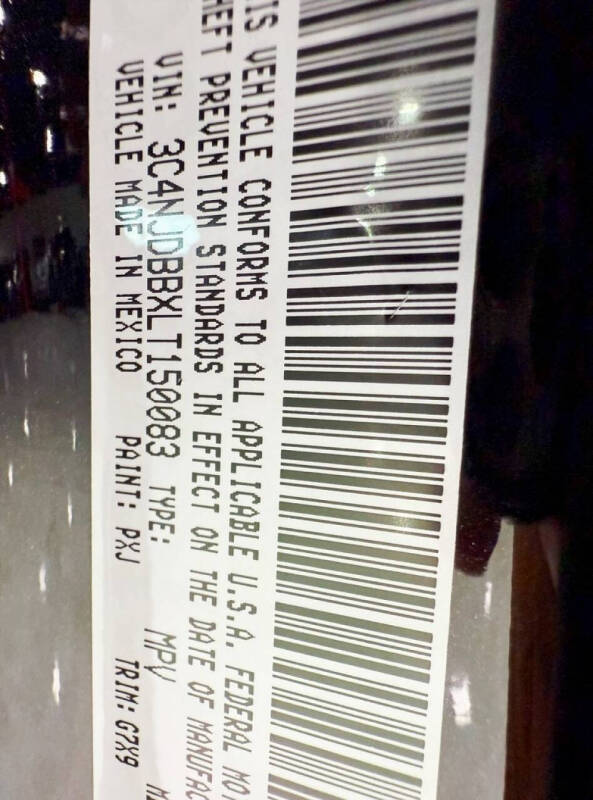 IS VEHICLE CONFORMS TO ALL APPLICABLE U.S.A. FEDERAL MO
HEFT PREVENTION STANDARDS IN EFFECT ON THE DATE OF MANUFAC
VIN: 3C4NJDBBXLT150083 TYPE: MPV
VEHICLE MADE IN MEXICO PAINT: PXJ TRIM: G7X9